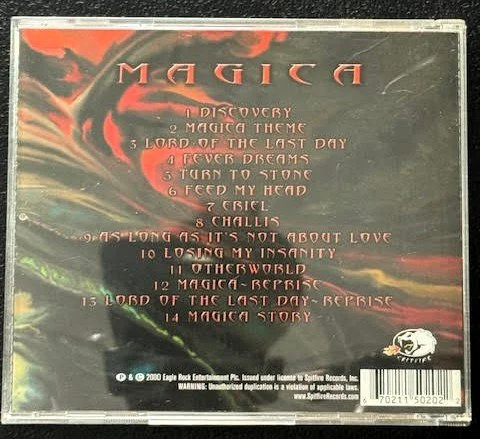 MAGICA
1 DISCOVERY
2 MAGICA THEME
3 LORD OF THE LAST DAY
4 FEVER DREAMS
5 TURN TO STONE
6 FEED MY HEAD
7 ERIEL
8 CHALLIS
9 AS LONG AS IT'S NOT ABOUT LOVE
10 LOSING MY INSANITY
11 OTHERWORLD
12 MAGICA~REPRISE
13 LORD OF THE LAST DAY~REPRISE
14 MAGICA STORY
SPITFIRE
℗ & © 2000 Eagle Rock Entertainment Plc. Issued under license to Spitfire Records, Inc.
WARNING: Unauthorized duplication is a violation of applicable laws.
www.SpitfireRecords.com
6 70211 50202 2